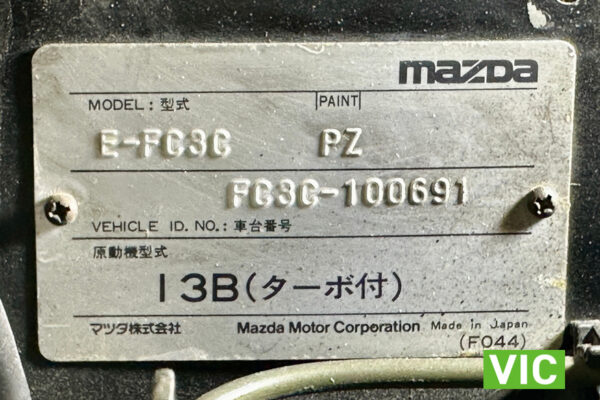 mazda
MODEL: 型式 PAINT
E-FC3C PZ
FC3C-100691
VEHICLE ID. NO.: 車台番号
原動機型式
13B(ターボ付)
マツダ株式会社 Mazda Motor Corporation Made in Japan
(F044)
VIC